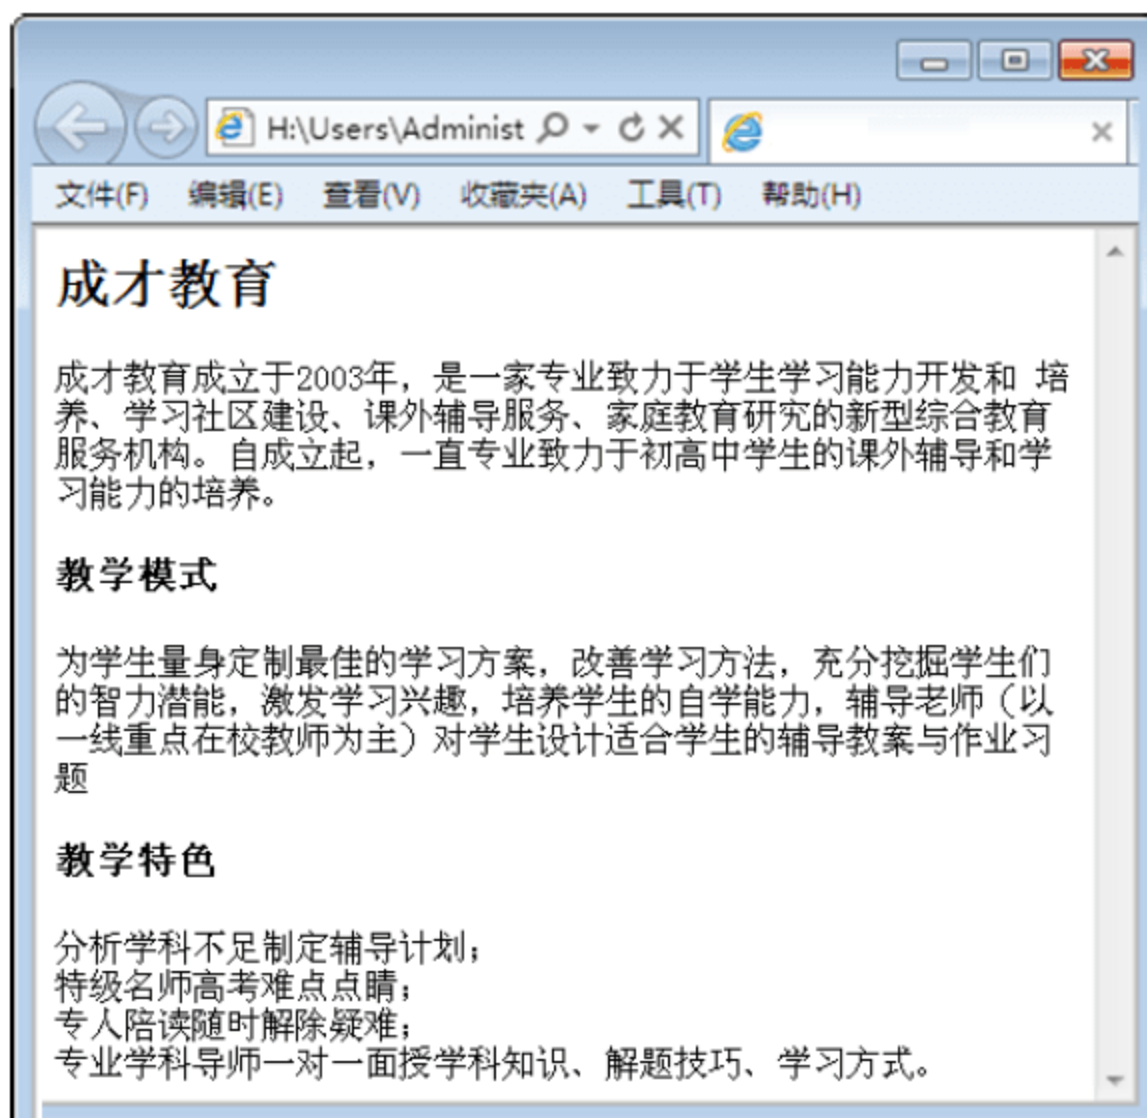 H:\Users\Administ
文件(F) 编辑(E) 查看(V) 收藏夹(A) 工具(T) 帮助(H)
成才教育
成才教育成立于2003年，是一家专业致力于学生学习能力开发和 培
养、学习社区建设、课外辅导服务、家庭教育研究的新型综合教育
服务机构。自成立起，一直专业致力于初高中学生的课外辅导和学
习能力的培养。
教学模式
为学生量身定制最佳的学习方案，改善学习方法，充分挖掘学生们
的智力潜能，激发学习兴趣，培养学生的自学能力，辅导老师（以
一线重点在校教师为主）对学生设计适合学生的辅导教案与作业习
题
教学特色
分析学科不足制定辅导计划；
特级名师高考难点点睛；
专人陪读随时解除疑难；
专业学科导师一对一面授学科知识、解题技巧、学习方式。